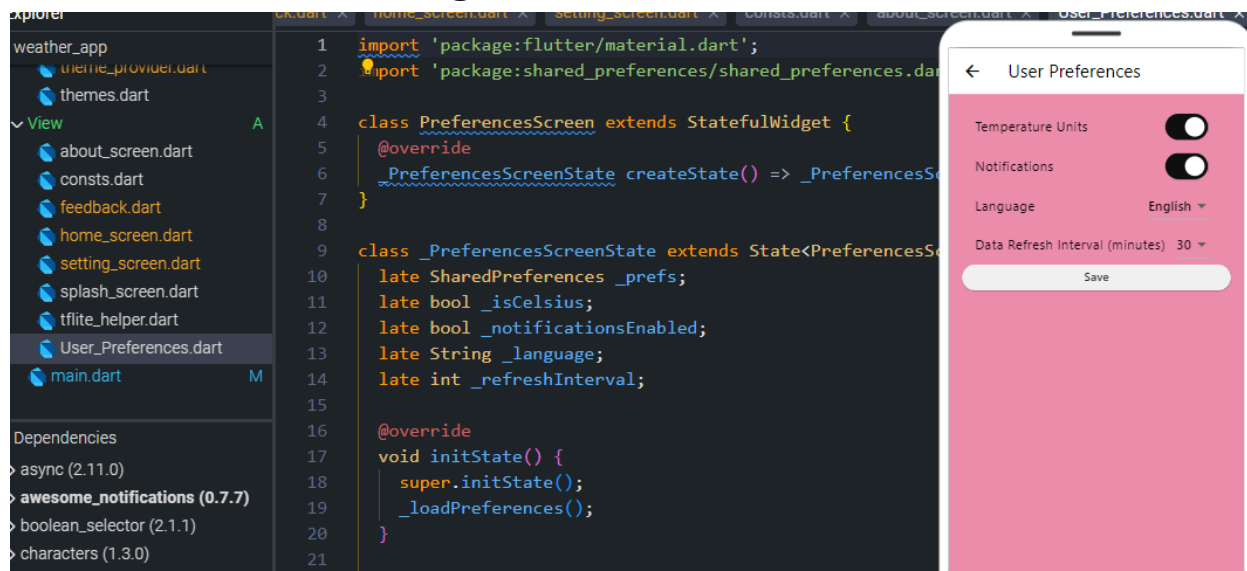 Explorer
weather_app
theme_provider.dart
themes.dart
View A
about_screen.dart
consts.dart
feedback.dart
home_screen.dart
setting_screen.dart
splash_screen.dart
tflite_helper.dart
User_Preferences.dart
main.dart M
Dependencies
async (2.11.0)
awesome_notifications (0.7.7)
boolean_selector (2.1.1)
characters (1.3.0)
ck.dart × home_screen.dart × setting_screen.dart × consts.dart × about_screen.dart × User_Preferences.dart ×
1 import 'package:flutter/material.dart';
2 import 'package:shared_preferences/shared_preferences.dar
3
4 class PreferencesScreen extends StatefulWidget {
5 @override
6 _PreferencesScreenState createState() => _PreferencesSc
7 }
8
9 class _PreferencesScreenState extends State<PreferencesSc
10 late SharedPreferences _prefs;
11 late bool _isCelsius;
12 late bool _notificationsEnabled;
13 late String _language;
14 late int _refreshInterval;
15
16 @override
17 void initState() {
18 super.initState();
19 _loadPreferences();
20 }
21
User Preferences
Temperature Units
Notifications
Language English
Data Refresh Interval (minutes) 30
Save